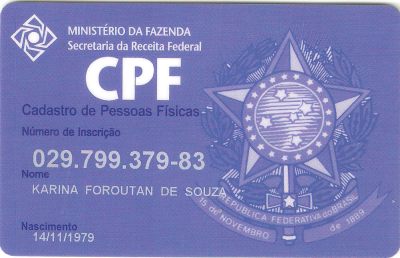 MINISTÉRIO DA FAZENDA
Secretaria da Receita Federal
CPF
Cadastro de Pessoas Físicas
Número de Inscrição
029.799.379-83
Nome
KARINA FOROUTAN DE SOUZA
REPÚBLICA FEDERATIVA DO BRASIL
15 de NOVEMBRO de 1889
Nascimento
14/11/1979